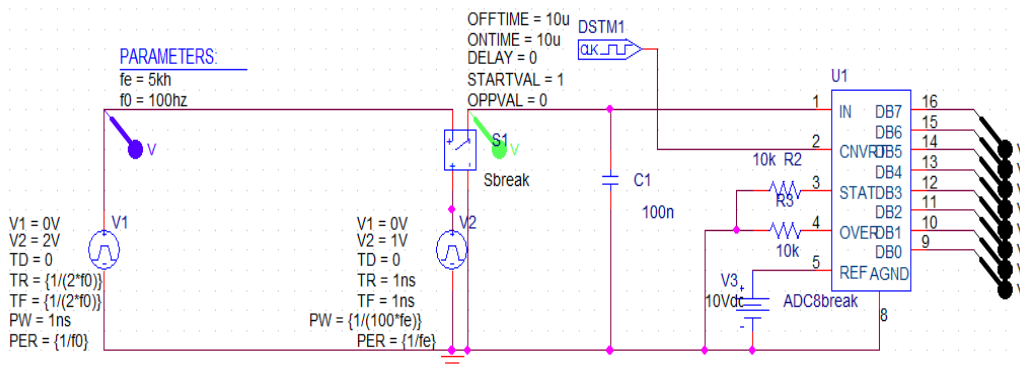 PARAMETERS:
fe = 5kh
f0 = 100hz
OFFTIME = 10u
ONTIME = 10u
DELAY = 0
STARTVAL = 1
OPPVAL = 0
DSTM1
CLK
U1
1
IN
DB7
16
DB6
15
2
CNVRT
DB5
14
DB4
13
10k
R2
3
STAT
DB3
12
R3
DB2
11
4
OVER
DB1
10
10k
DB0
9
5
REF
AGND
8
ADC8break
V3
10Vdc
+
-
V
S1
V
Sbreak
C1
100n
V1 = 0V
V2 = 2V
TD = 0
TR = {1/(2*f0)}
TF = {1/(2*f0)}
PW = 1ns
PER = {1/f0}
V1
V1 = 0V
V2 = 1V
TD = 0
TR = 1ns
TF = 1ns
PW = {1/(100*fe)}
PER = {1/fe}
V2